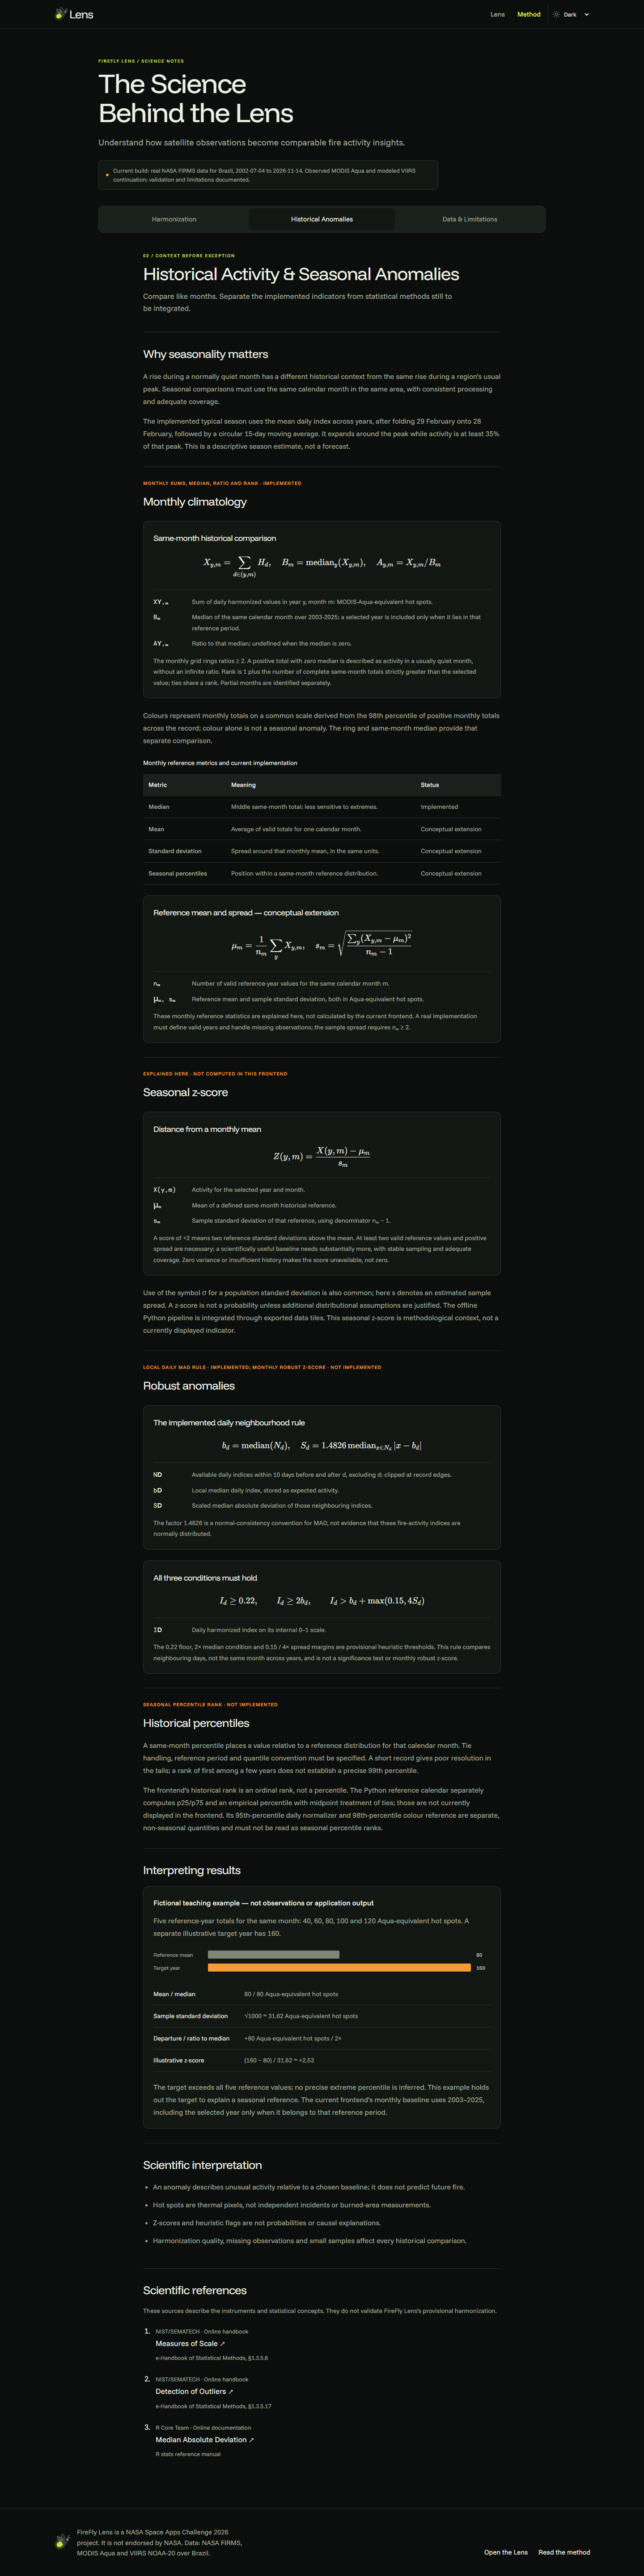 Lens
Lens
Method
Dark
FIREFLY LENS / SCIENCE NOTES
The Science
Behind the Lens
Understand how satellite observations become comparable fire activity insights.
Current build: real NASA FIRMS data for Brazil, 2002-07-04 to 2026-11-14. Observed MODIS Aqua and modeled VIIRS
continuation; validation and limitations documented.
Harmonization
Historical Anomalies
Data & Limitations
02 / CONTEXT BEFORE EXCEPTION
Historical Activity & Seasonal Anomalies
Compare like months. Separate the implemented indicators from statistical methods still to
be integrated.
Why seasonality matters
A rise during a normally quiet month has a different historical context from the same rise during a region's usual
peak. Seasonal comparisons must use the same calendar month in the same area, with consistent processing
and adequate coverage.
The implemented typical season uses the mean daily index across years, after folding 29 February onto 28
February, followed by a circular 15-day moving average. It expands around the peak while activity is at least 35%
of that peak. This is a descriptive season estimate, not a forecast.
MONTHLY SUMS, MEDIAN, RATIO AND RANK · IMPLEMENTED
Monthly climatology
Same-month historical comparison
X_{y,m} = ∑_{d∈(y,m)} H_d, B_m = median_y(X_{y,m}), A_{y,m} = X_{y,m}/B_m
XY,ₘ Sum of daily harmonized values in year y, month m: MODIS-Aqua-equivalent hot spots.
Bₘ Median of the same calendar month over 2003-2025; a selected year is included only when it lies in that
reference period.
AY,ₘ Ratio to that median; undefined when the median is zero.
The monthly grid rings ratios ≥ 2. A positive total with zero median is described as activity in a usually quiet month,
without an infinite ratio. Rank is 1 plus the number of complete same-month totals strictly greater than the selected
value; ties share a rank. Partial months are identified separately.
Colours represent monthly totals on a common scale derived from the 98th percentile of positive monthly totals
across the record; colour alone is not a seasonal anomaly. The ring and same-month median provide that
separate comparison.
Monthly reference metrics and current implementation
Metric Meaning Status
Median Middle same-month total; less sensitive to extremes. Implemented
Mean Average of valid totals for one calendar month. Conceptual extension
Standard deviation Spread around that monthly mean, in the same units. Conceptual extension
Seasonal percentiles Position within a same-month reference distribution. Conceptual extension
Reference mean and spread — conceptual extension
μ_m = 1/n_m ∑_y X_{y,m}, s_m = √(∑_y(X_{y,m} − μ_m)²/(n_m − 1))
nₘ Number of valid reference-year values for the same calendar month m.
μₘ, sₘ Reference mean and sample standard deviation, both in Aqua-equivalent hot spots.
These monthly reference statistics are explained here, not calculated by the current frontend. A real implementation
must define valid years and handle missing observations; the sample spread requires nₘ ≥ 2.
EXPLAINED HERE · NOT COMPUTED IN THIS FRONTEND
Seasonal z-score
Distance from a monthly mean
Z(y, m) = (X(y, m) − μ_m)/s_m
X(y,m) Activity for the selected year and month.
μₘ Mean of a defined same-month historical reference.
sₘ Sample standard deviation of that reference, using denominator nₘ − 1.
A score of +2 means two reference standard deviations above the mean. At least two valid reference values and positive
spread are necessary; a scientifically useful baseline needs substantially more, with stable sampling and adequate
coverage. Zero variance or insufficient history makes the score unavailable, not zero.
Use of the symbol σ for a population standard deviation is also common; here s denotes an estimated sample
spread. A z-score is not a probability unless additional distributional assumptions are justified. The offline
Python pipeline is integrated through exported data tiles. This seasonal z-score is methodological context, not a
currently displayed indicator.
LOCAL DAILY MAD RULE · IMPLEMENTED; MONTHLY ROBUST Z-SCORE · NOT IMPLEMENTED
Robust anomalies
The implemented daily neighbourhood rule
b_d = median(N_d), S_d = 1.4826 median_{x∈N_d} |x − b_d|
ND Available daily indices within 10 days before and after d, excluding d; clipped at record edges.
bD Local median daily index, stored as expected activity.
SD Scaled median absolute deviation of those neighbouring indices.
The factor 1.4826 is a normal-consistency convention for MAD, not evidence that these fire-activity indices are
normally distributed.
All three conditions must hold
I_d ≥ 0.22, I_d ≥ 2b_d, I_d > b_d + max(0.15, 4S_d)
ID Daily harmonized index on its internal 0–1 scale.
The 0.22 floor, 2× median condition and 0.15 / 4× spread margins are provisional heuristic thresholds. This rule compares
neighbouring days, not the same month across years, and is not a significance test or monthly robust z-score.
SEASONAL PERCENTILE RANK · NOT IMPLEMENTED
Historical percentiles
A same-month percentile places a value relative to a reference distribution for that calendar month. Tie
handling, reference period and quantile convention must be specified. A short record gives poor resolution in
the tails; a rank of first among a few years does not establish a precise 99th percentile.
The frontend's historical rank is an ordinal rank, not a percentile. The Python reference calendar separately
computes p25/p75 and an empirical percentile with midpoint treatment of ties; those are not currently
displayed in the frontend. Its 95th-percentile daily normalizer and 98th-percentile colour reference are separate,
non-seasonal quantities and must not be read as seasonal percentile ranks.
Interpreting results
Fictional teaching example — not observations or application output
Five reference-year totals for the same month: 40, 60, 80, 100 and 120 Aqua-equivalent hot spots. A
separate illustrative target year has 160.
Reference mean 80
Target year 160
Mean / median 80 / 80 Aqua-equivalent hot spots
Sample standard deviation √1000 ≈ 31.62 Aqua-equivalent hot spots
Departure / ratio to median +80 Aqua-equivalent hot spots / 2×
Illustrative z-score (160 − 80) / 31.62 ≈ +2.53
The target exceeds all five reference values; no precise extreme percentile is inferred. This example holds
out the target to explain a seasonal reference. The current frontend's monthly baseline uses 2003–2025,
including the selected year only when it belongs to that reference period.
Scientific interpretation
• An anomaly describes unusual activity relative to a chosen baseline; it does not predict future fire.
• Hot spots are thermal pixels, not independent incidents or burned-area measurements.
• Z-scores and heuristic flags are not probabilities or causal explanations.
• Harmonization quality, missing observations and small samples affect every historical comparison.
Scientific references
These sources describe the instruments and statistical concepts. They do not validate FireFly Lens's provisional harmonization.
1. NIST/SEMATECH · Online handbook
Measures of Scale ↗
e-Handbook of Statistical Methods, §1.3.5.6
2. NIST/SEMATECH · Online handbook
Detection of Outliers ↗
e-Handbook of Statistical Methods, §1.3.5.17
3. R Core Team · Online documentation
Median Absolute Deviation ↗
R stats reference manual
FireFly Lens is a NASA Space Apps Challenge 2026
project. It is not endorsed by NASA. Data: NASA FIRMS,
MODIS Aqua and VIIRS NOAA-20 over Brazil.
Open the Lens
Read the method